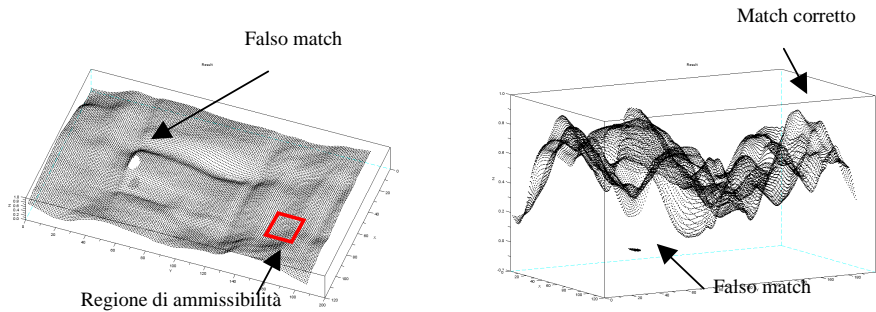 Falso match
Result
Regione di ammissibilità
Match corretto
Result
Falso match